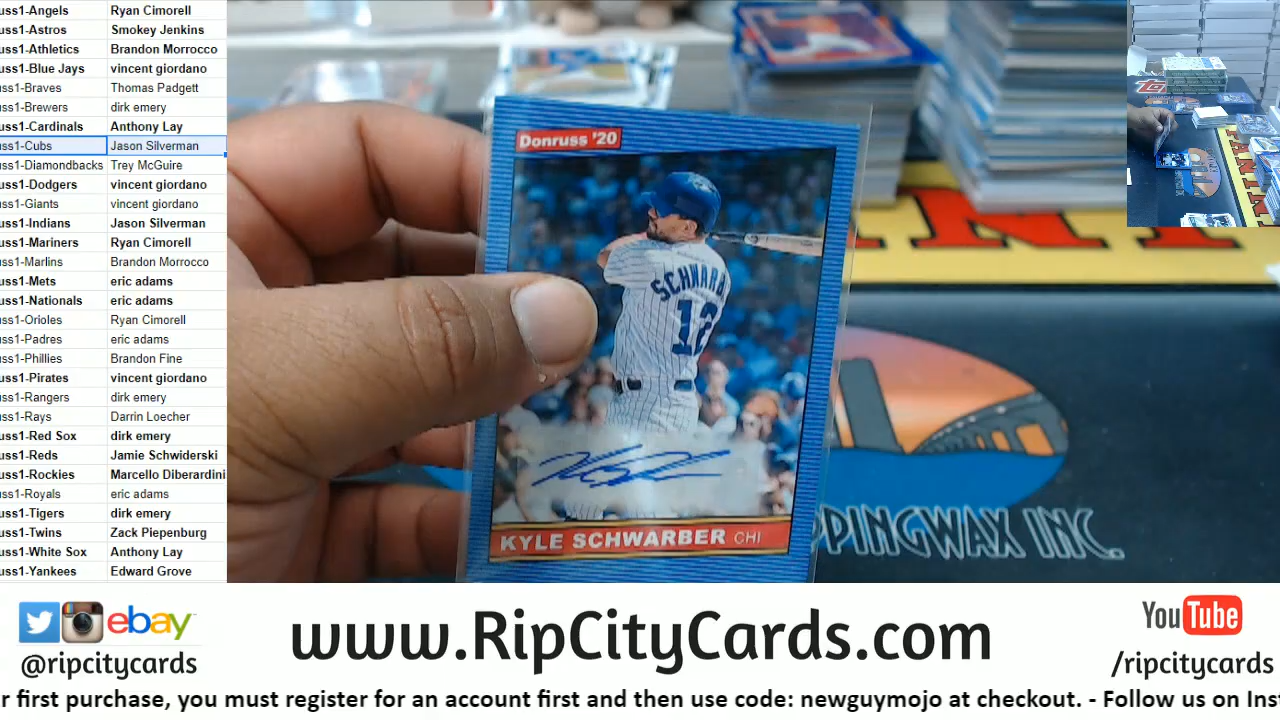 uss1-Angels Ryan Cimorell
uss1-Astros Smokey Jenkins
uss1-Athletics Brandon Morrocco
uss1-Blue Jays vincent giordano
uss1-Braves Thomas Padgett
uss1-Brewers dirk emery
uss1-Cardinals Anthony Lay
uss1-Cubs Jason Silverman
uss1-Diamondbacks Trey McGuire
uss1-Dodgers vincent giordano
uss1-Giants vincent giordano
uss1-Indians Jason Silverman
uss1-Mariners Ryan Cimorell
uss1-Marlins Brandon Morrocco
uss1-Mets eric adams
uss1-Nationals eric adams
uss1-Orioles Ryan Cimorell
uss1-Padres eric adams
uss1-Phillies Brandon Fine
uss1-Pirates vincent giordano
uss1-Rangers dirk emery
uss1-Rays Darrin Loecher
uss1-Red Sox dirk emery
uss1-Reds Jamie Schwiderski
uss1-Rockies Marcello Diberardini
uss1-Royals eric adams
uss1-Tigers dirk emery
uss1-Twins Zack Piepenburg
uss1-White Sox Anthony Lay
uss1-Yankees Edward Grove
Donruss '20
SCHWARB
12
KYLE SCHWARBER CHI
PPINGWAX INC.
ebay
@ripcitycards
www.RipCityCards.com
YouTube
/ripcitycards
r first purchase, you must register for an account first and then use code: newguymojo at checkout. - Follow us on Inst